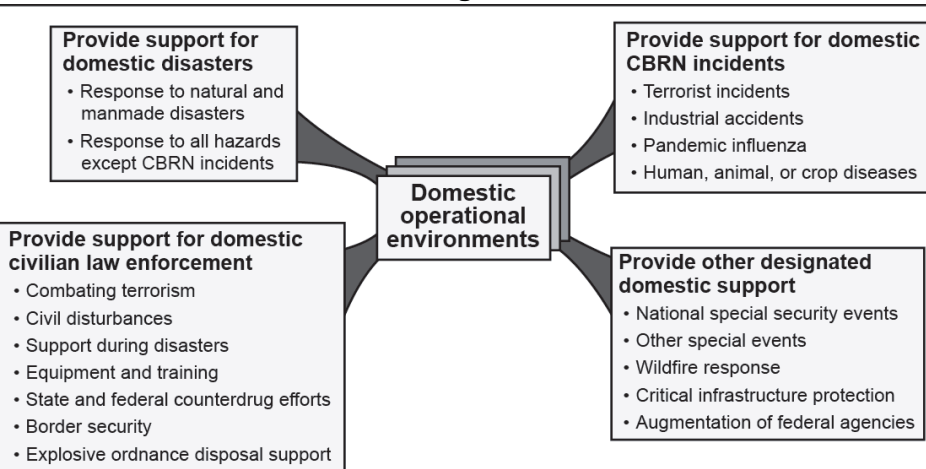 Provide support for
domestic disasters
• Response to natural and
manmade disasters
• Response to all hazards
except CBRN incidents
Provide support for domestic
CBRN incidents
• Terrorist incidents
• Industrial accidents
• Pandemic influenza
• Human, animal, or crop diseases
Domestic
operational
environments
Provide support for domestic
civilian law enforcement
• Combating terrorism
• Civil disturbances
• Support during disasters
• Equipment and training
• State and federal counterdrug efforts
• Border security
• Explosive ordnance disposal support
Provide other designated
domestic support
• National special security events
• Other special events
• Wildfire response
• Critical infrastructure protection
• Augmentation of federal agencies